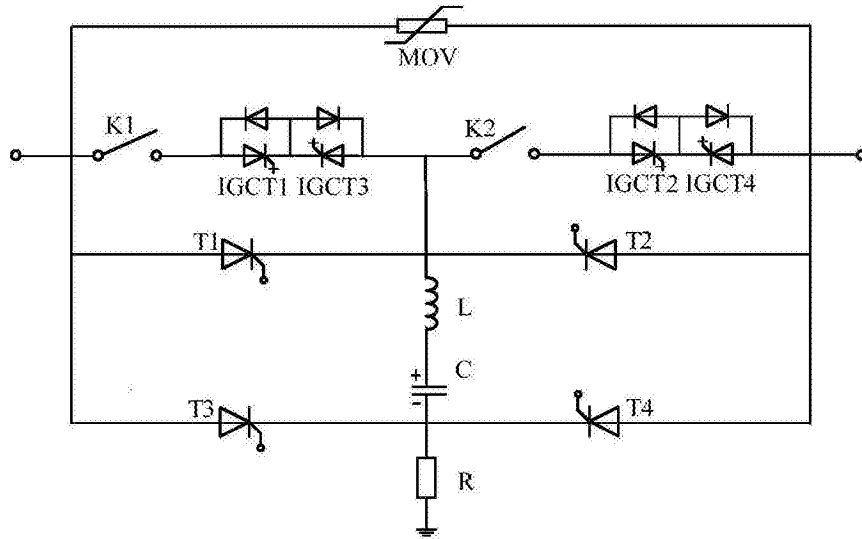 MOV
K1
K2
IGCT1 IGCT3
IGCT2 IGCT4
T1
T2
L
+
C
-
T3
T4
R